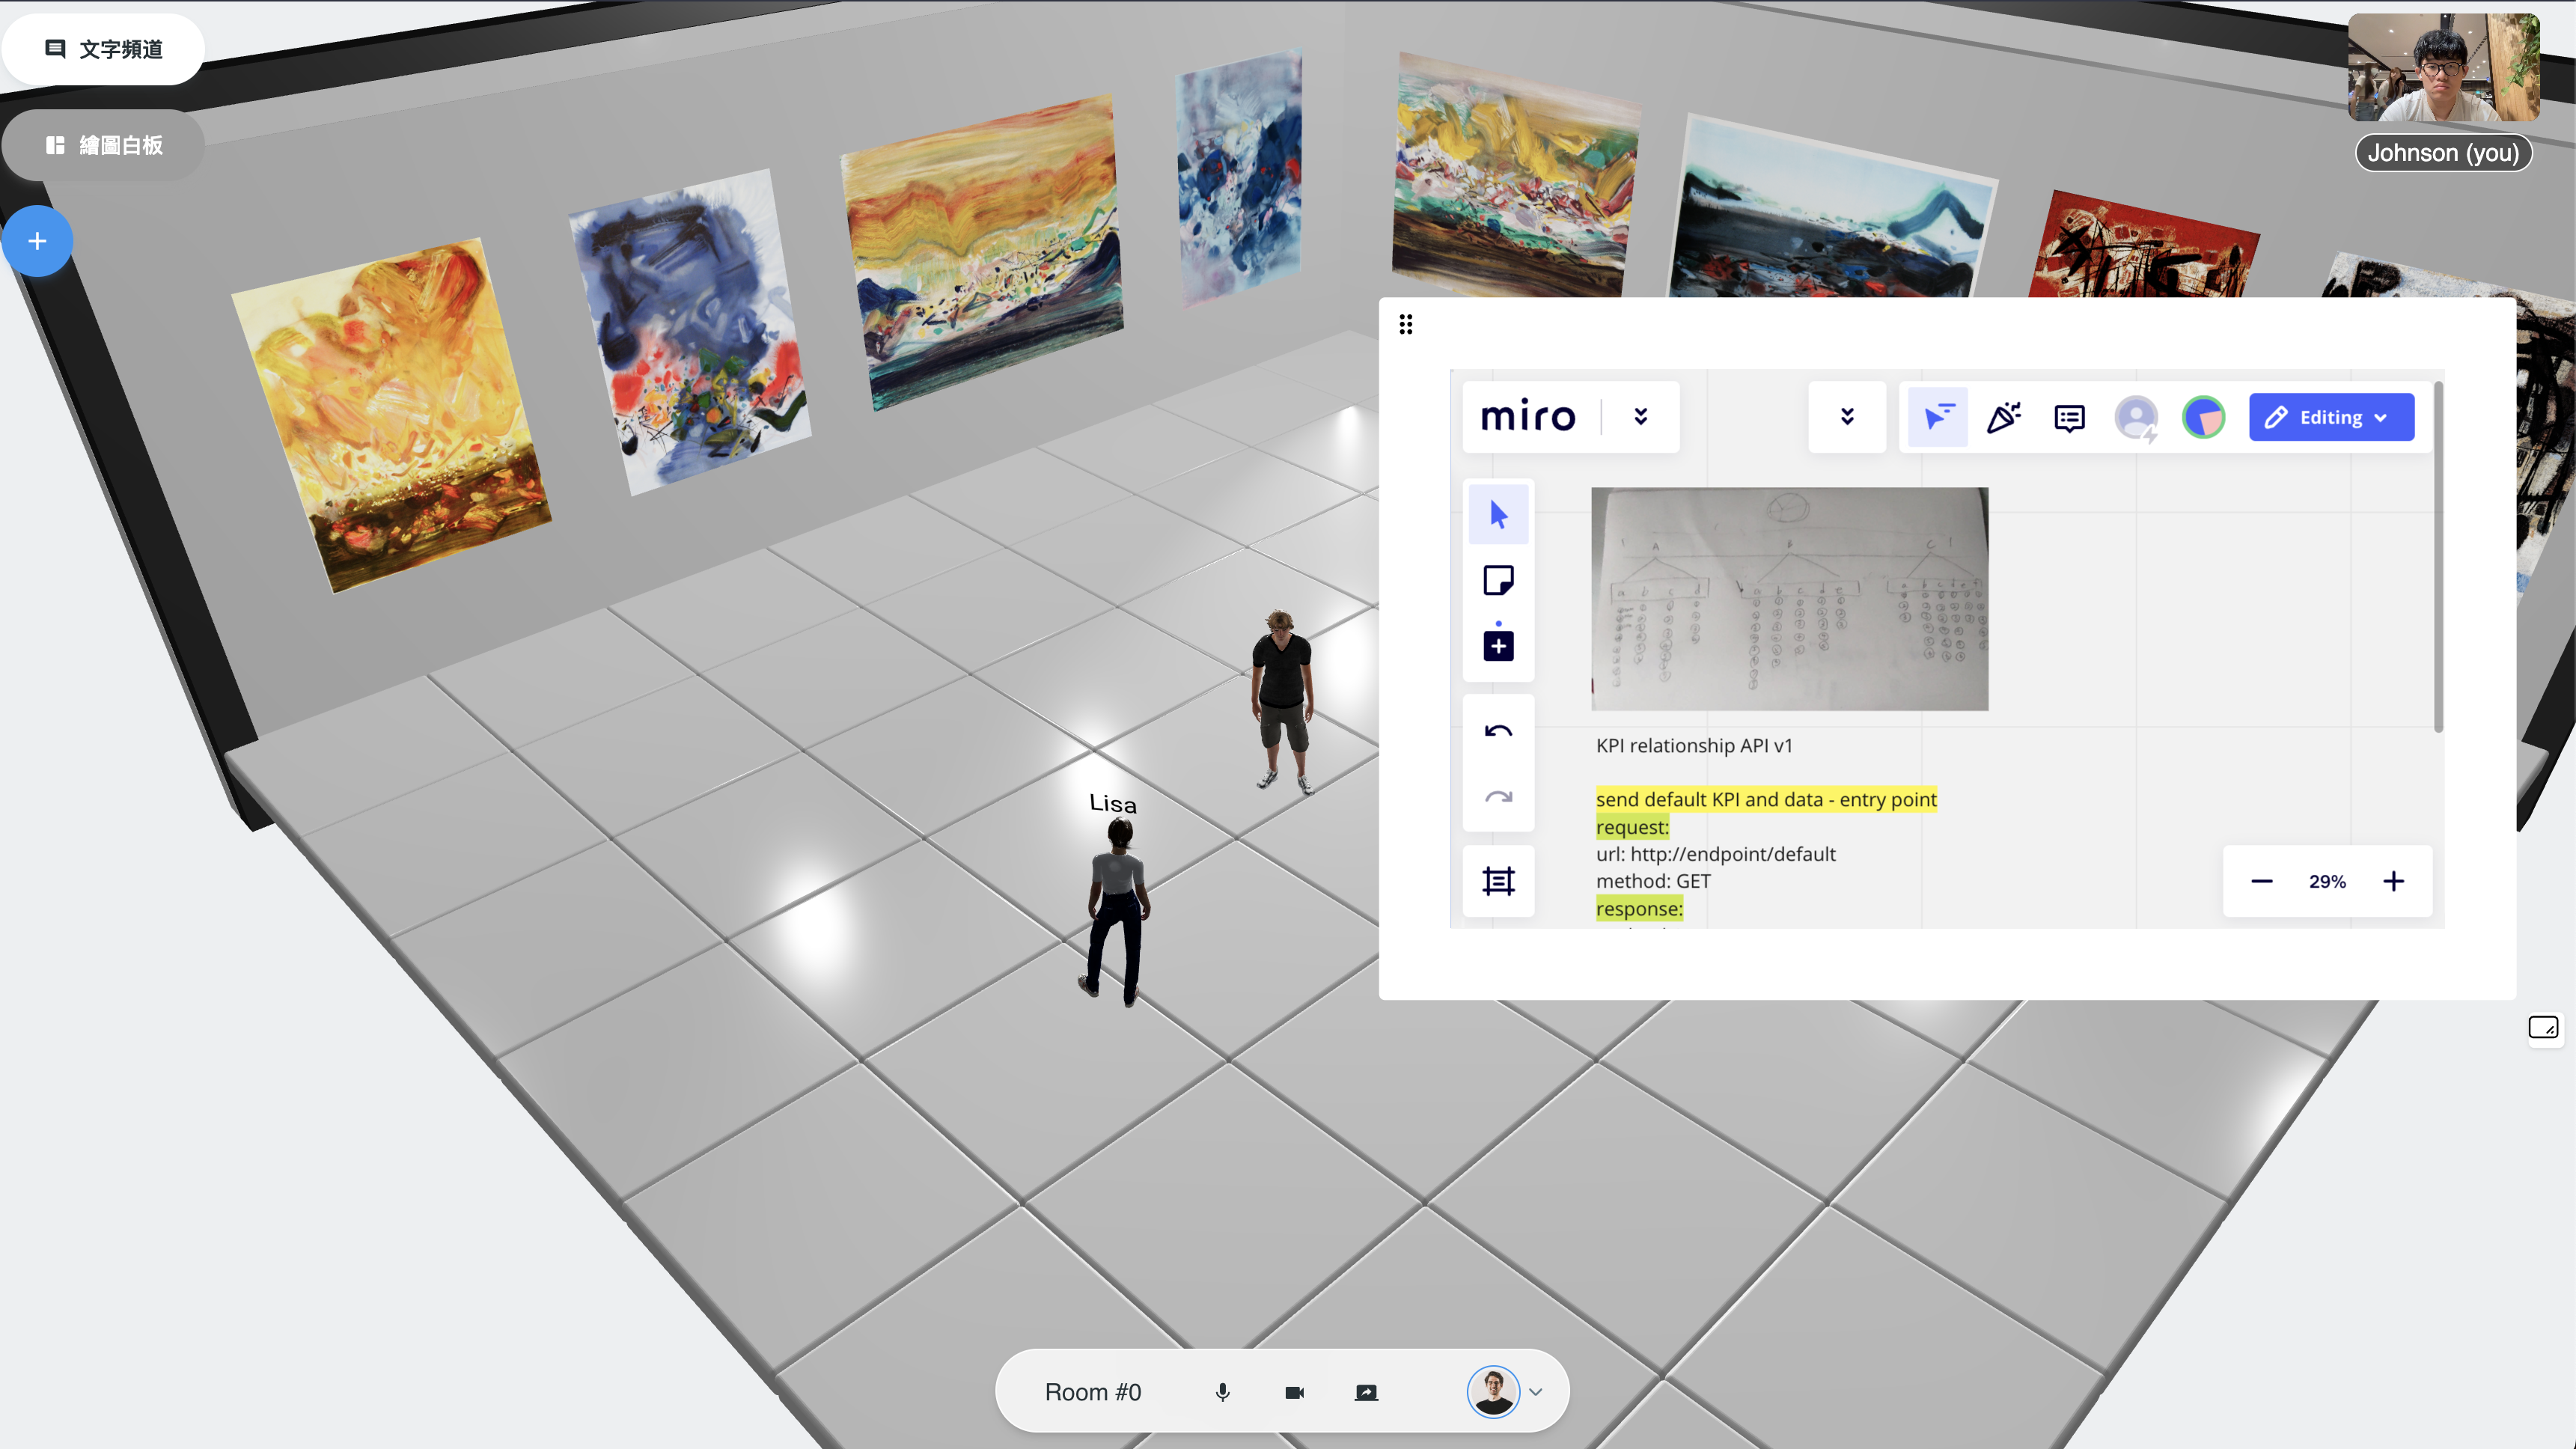 文字頻道
繪圖白板
Johnson (you)
miro
Editing
A B C
KPI relationship API v1
send default KPI and data - entry point
request:
url: http://endpoint/default
method: GET
response:
29%
Lisa
Room #0